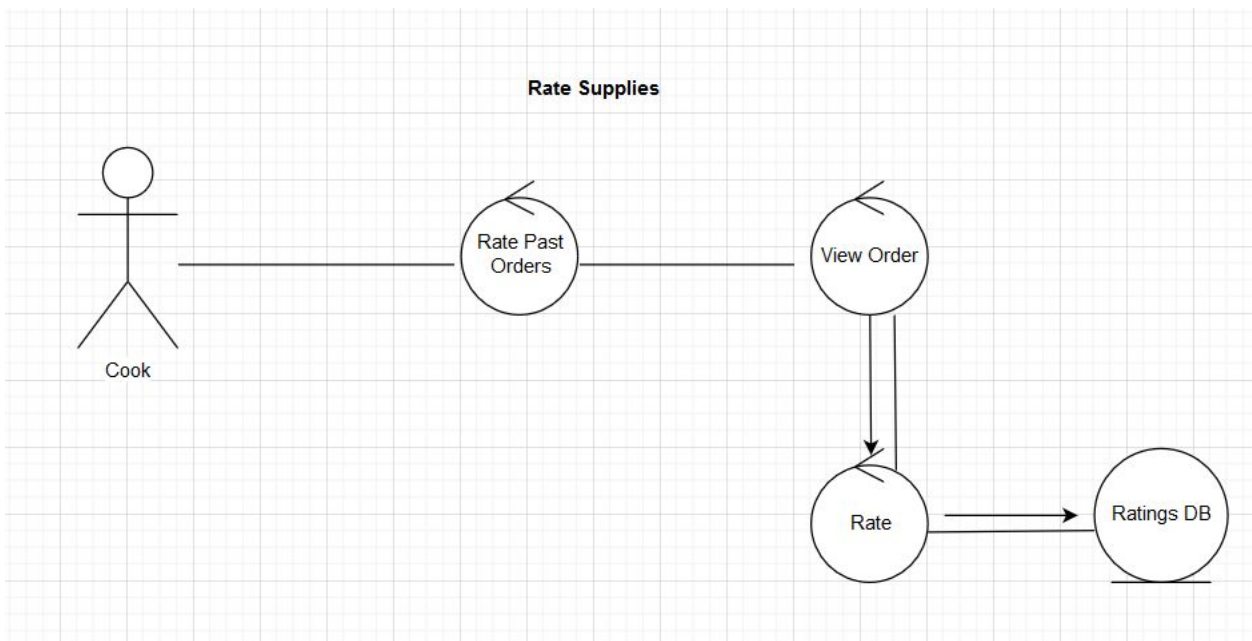 Rate Supplies
Rate Past
Orders
View Order
Cook
Rate
Ratings DB